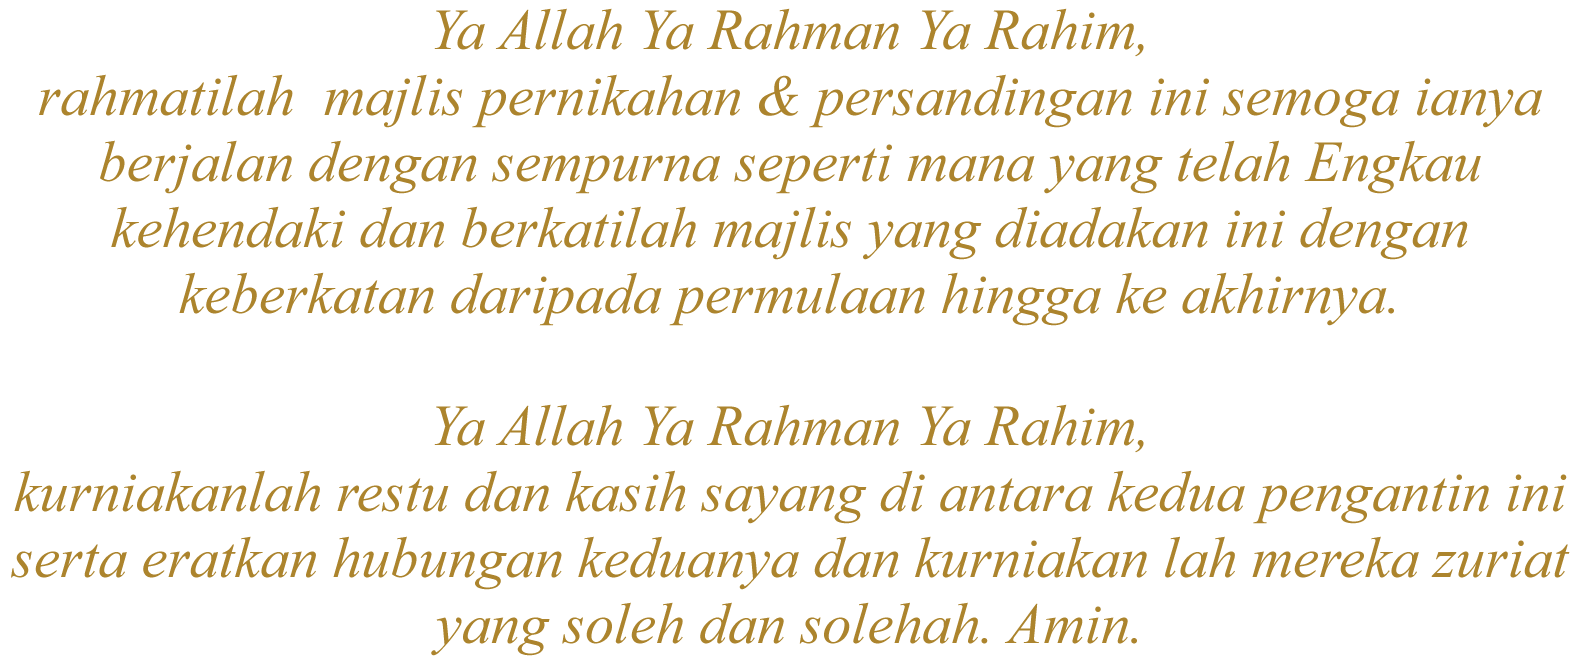 Ya Allah Ya Rahman Ya Rahim,
rahmatilah  majlis pernikahan & persandingan ini semoga ianya
berjalan dengan sempurna seperti mana yang telah Engkau
kehendaki dan berkatilah majlis yang diadakan ini dengan
keberkatan daripada permulaan hingga ke akhirnya.
Ya Allah Ya Rahman Ya Rahim,
kurniakanlah restu dan kasih sayang di antara kedua pengantin ini
serta eratkan hubungan keduanya dan kurniakan lah mereka zuriat
yang soleh dan solehah. Amin.